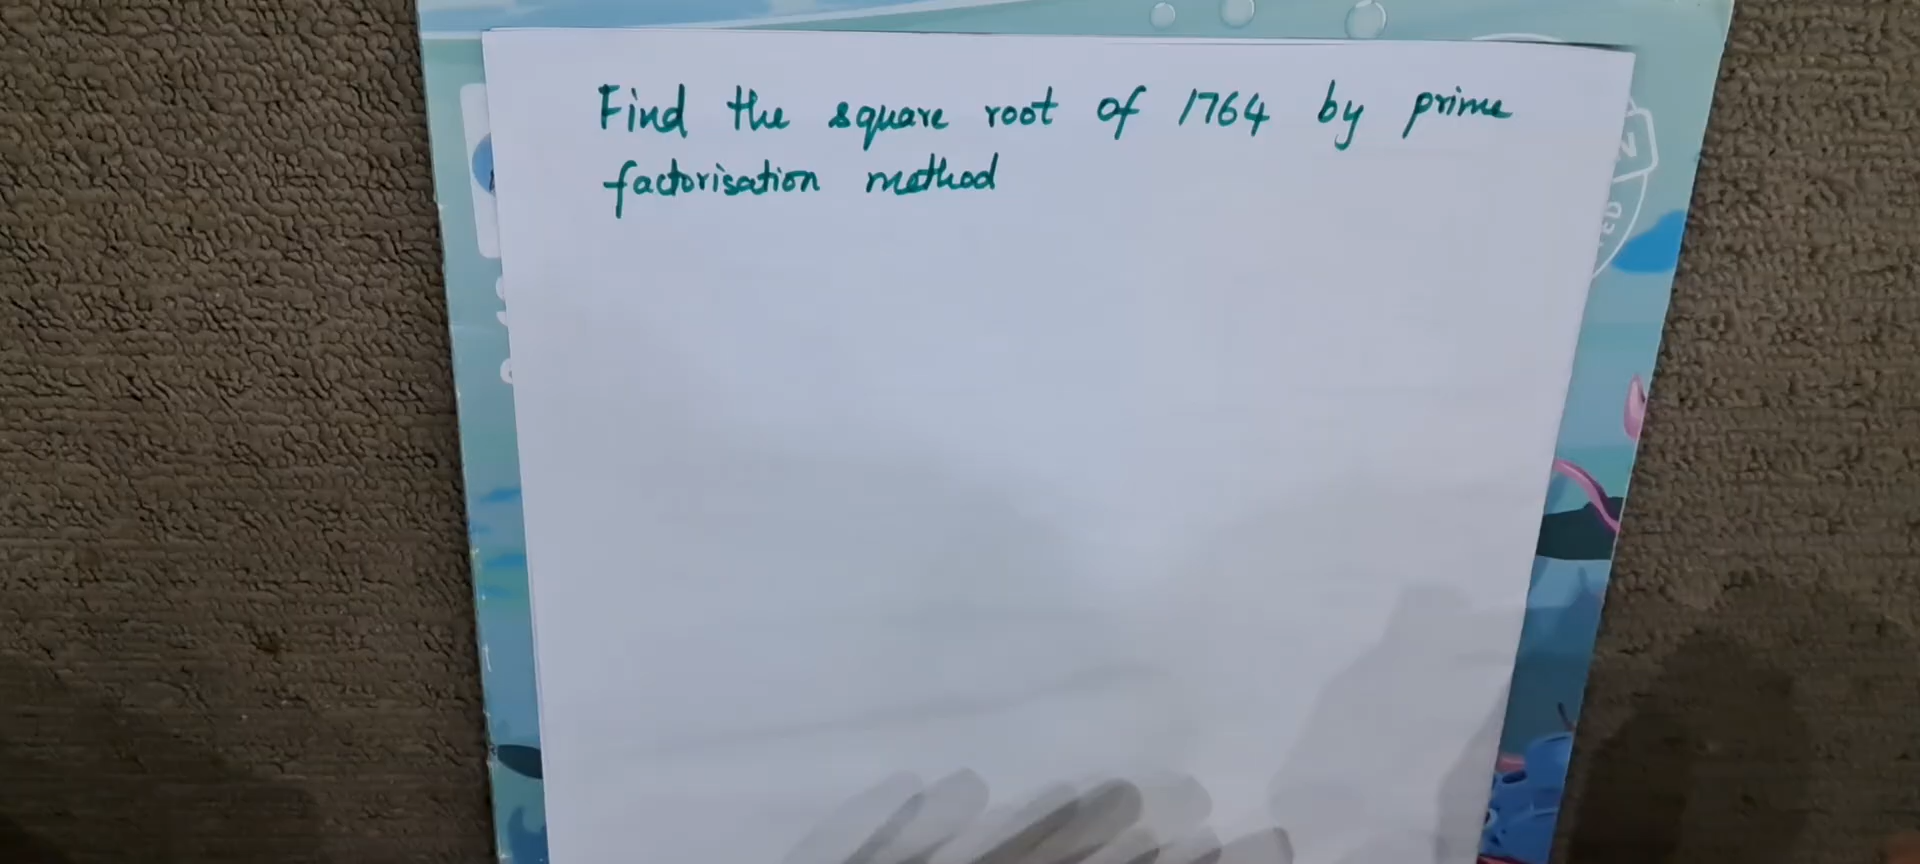 Find the square root of 1764 by prime
factorisation method